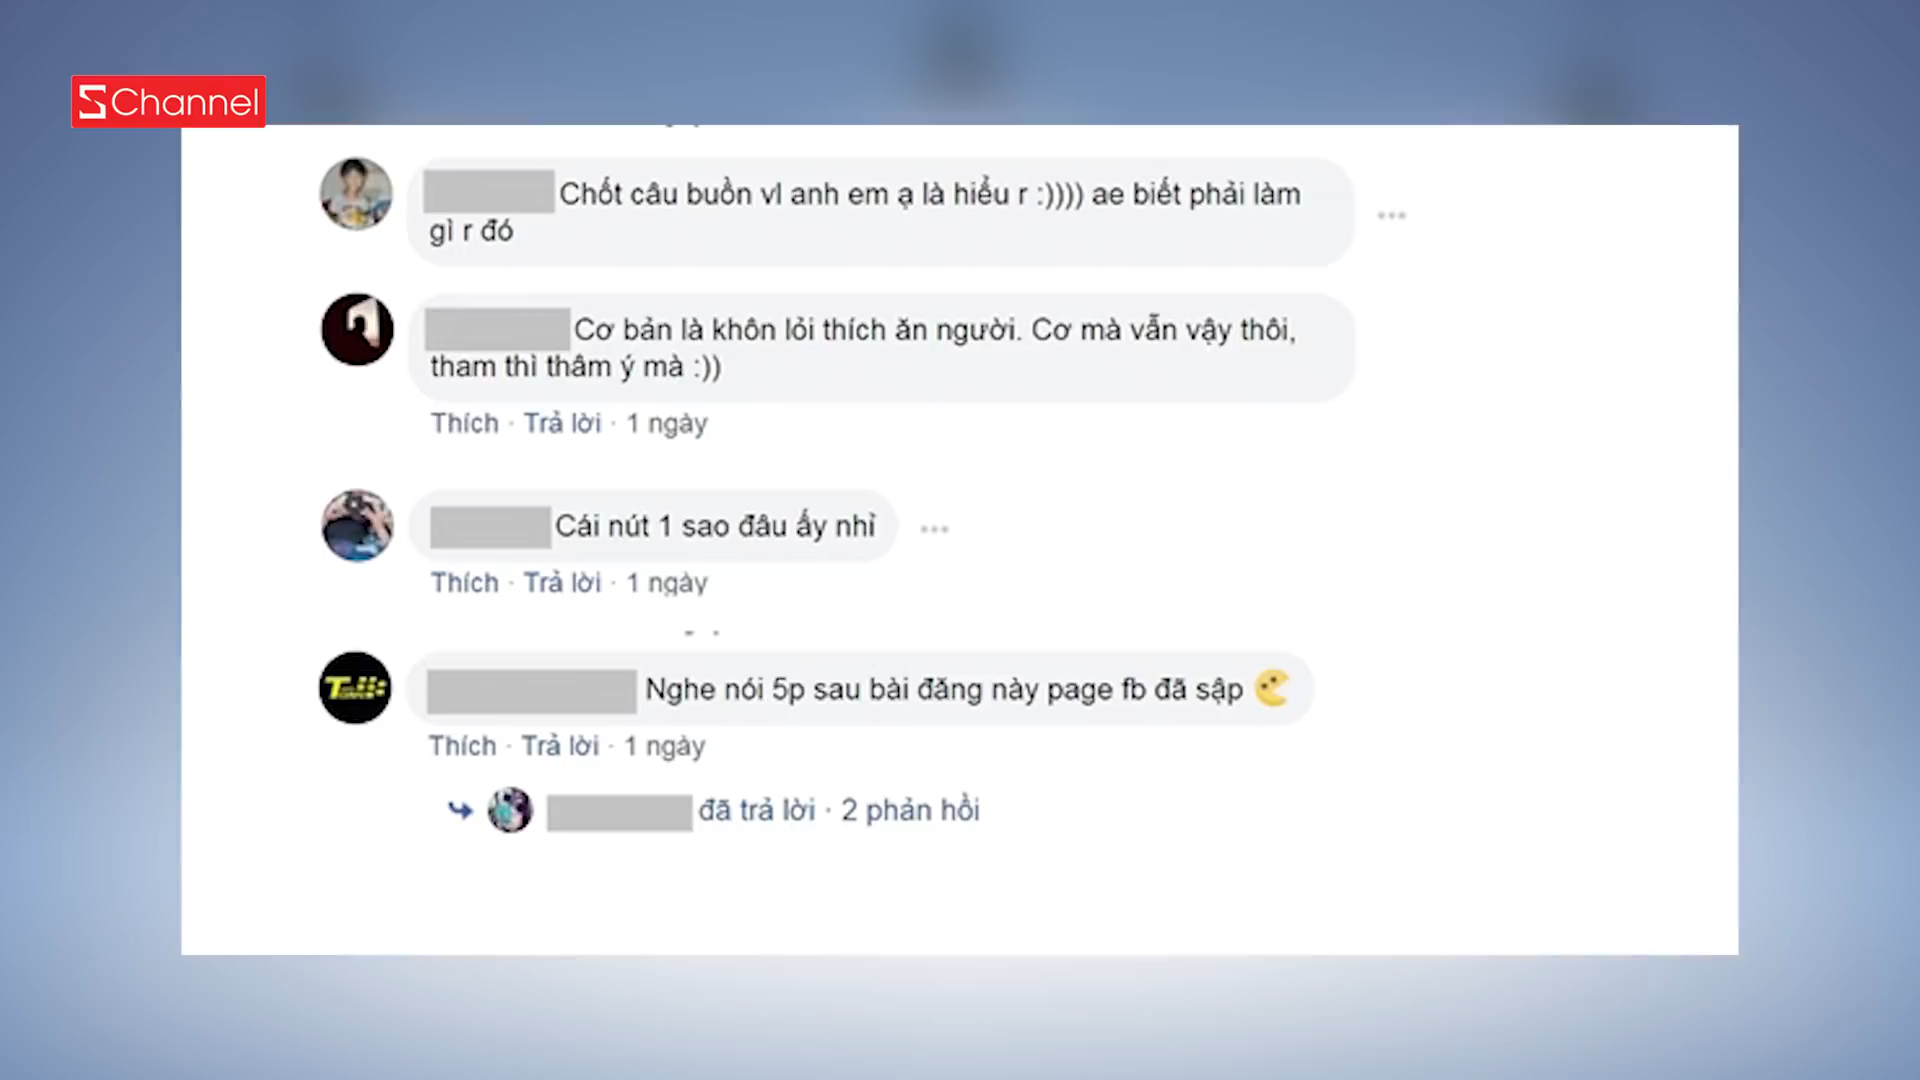 SChannel
Chốt câu buồn vl anh em ạ là hiểu r :)))) ae biết phải làm
gì r đó
Cơ bản là khôn lỏi thích ăn người. Cơ mà vẫn vậy thôi,
tham thì thâm ý mà :))
Thích · Trả lời · 1 ngày
Cái nút 1 sao đâu ấy nhỉ
Thích · Trả lời · 1 ngày
Nghe nói 5p sau bài đăng này page fb đã sập
Thích · Trả lời · 1 ngày
đã trả lời · 2 phản hồi